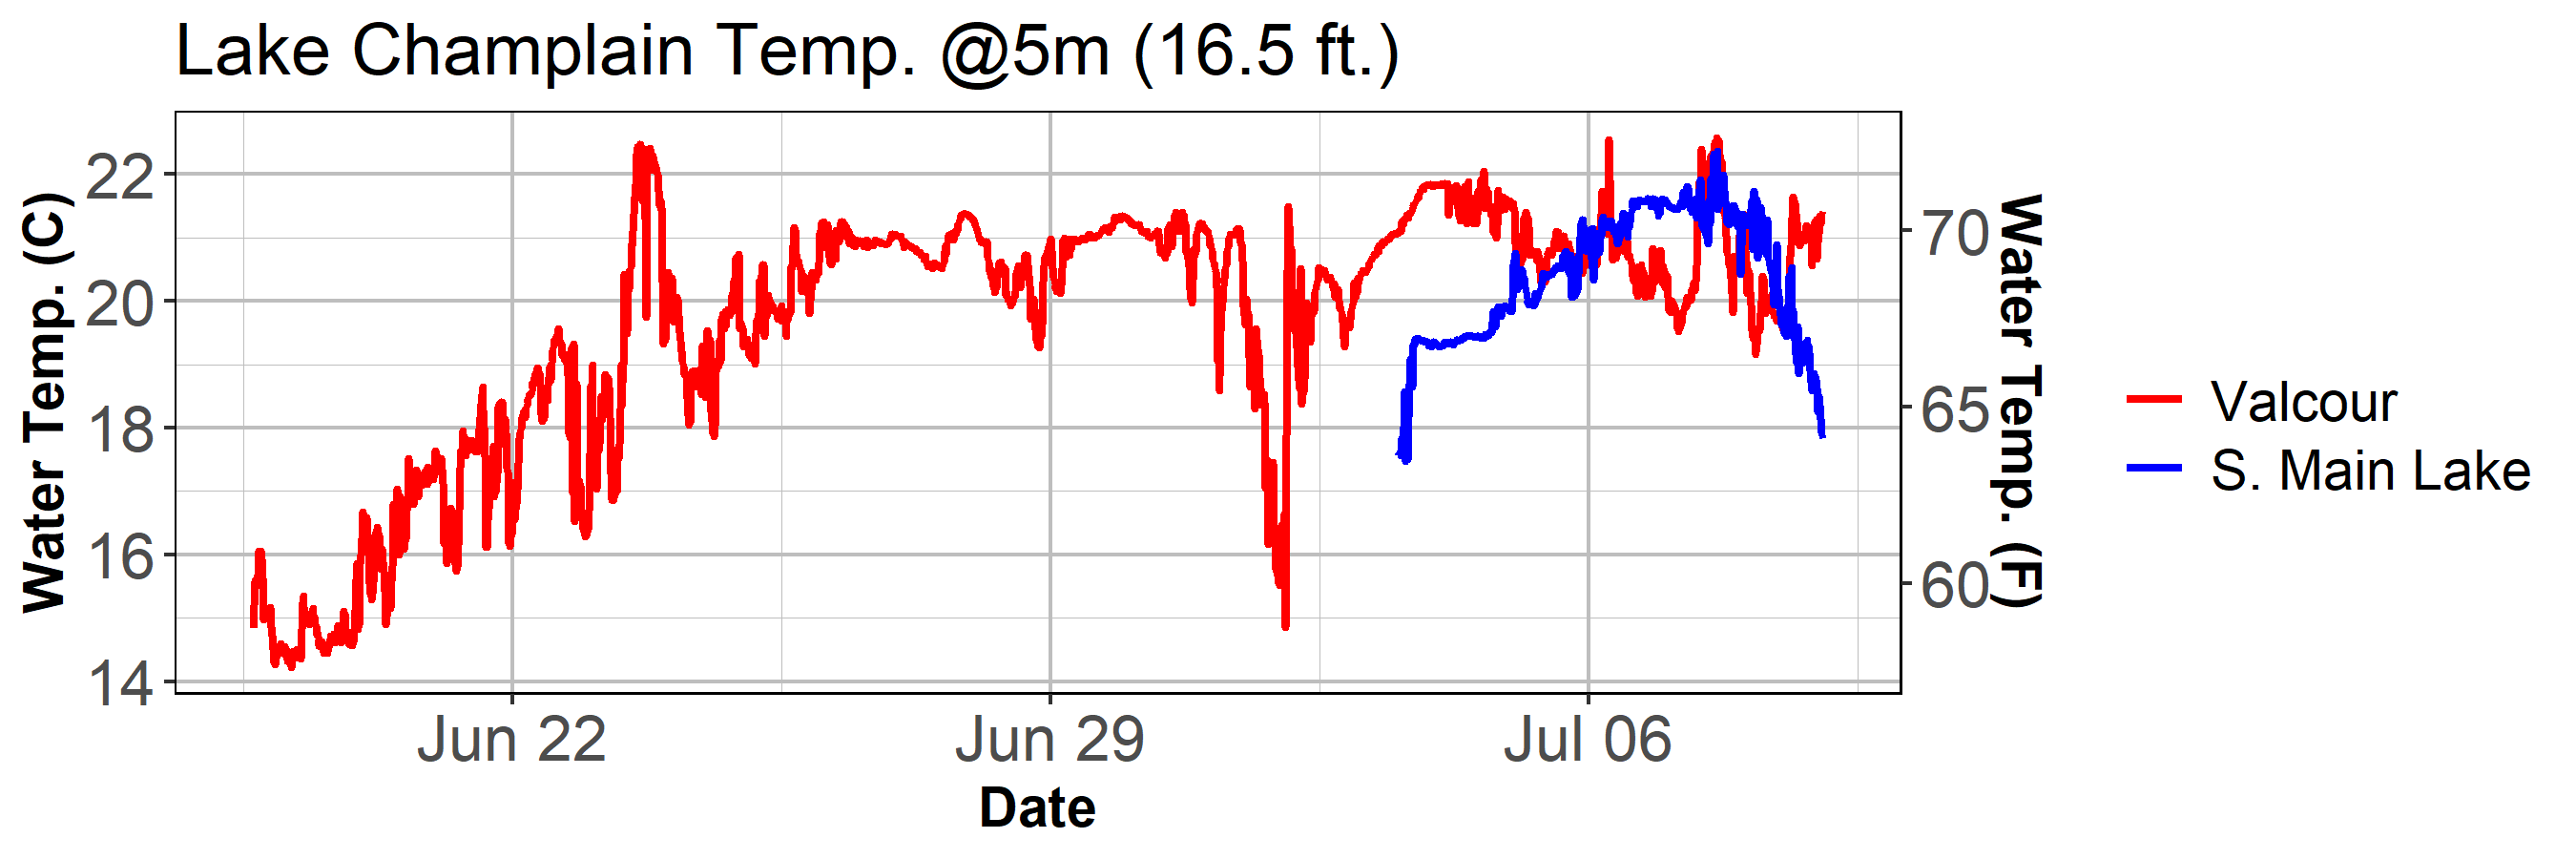 Lake Champlain Temp. @5m (16.5 ft.)
Water Temp. (C)
22
20
18
16
14
70
65
60
Water Temp. (F)
Jun 22
Jun 29
Jul 06
Date
Valcour
S. Main Lake